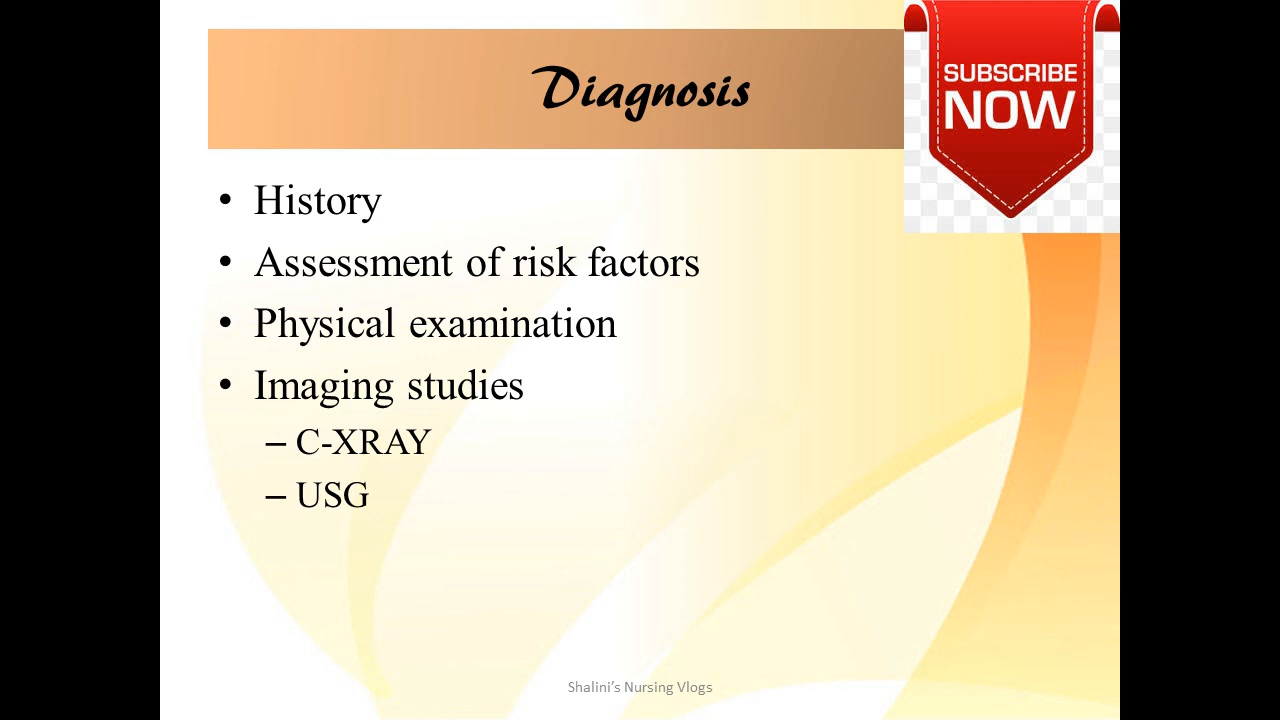 Diagnosis
SUBSCRIBE
NOW
• History
• Assessment of risk factors
• Physical examination
• Imaging studies
– C-XRAY
– USG
Shalini’s Nursing Vlogs